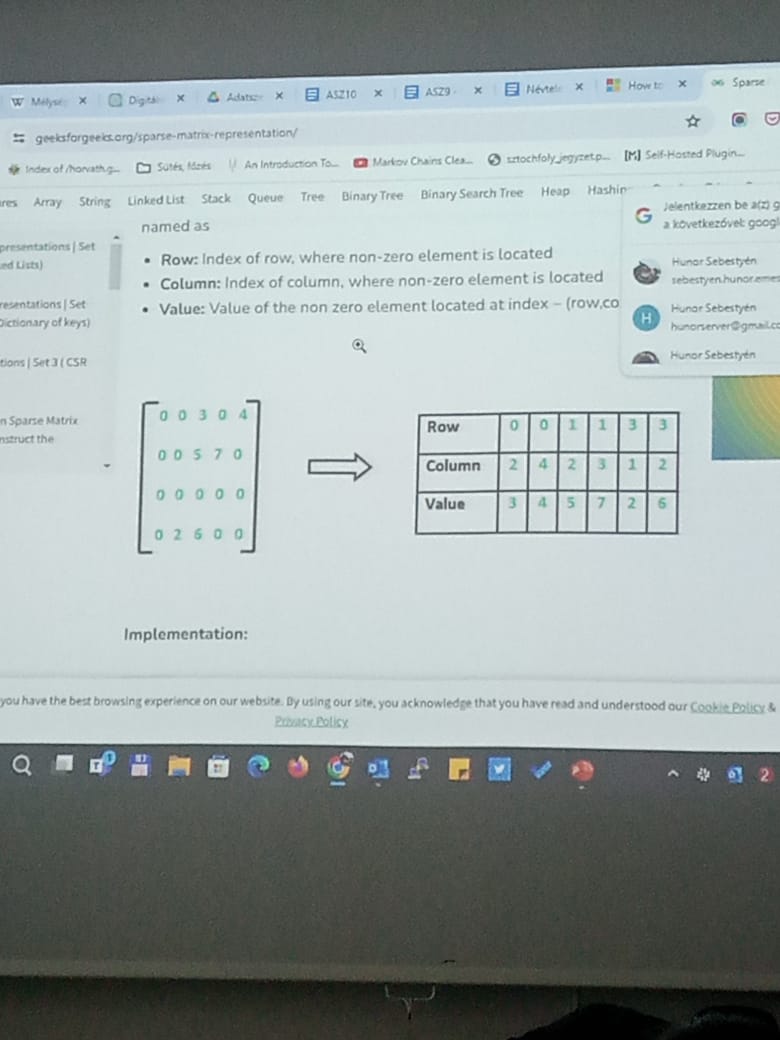 Mélysé
Digitál
Adatsz
ASZ10
ASZ9 -
Névtele
How to
Sparse
geeksforgeeks.org/sparse-matrix-representation/
Index of /horvath.g...
Sütés, főzés
An Introduction To...
Markov Chains Clea...
sztochfoly_jegyzet.p...
[M] Self-Hosted Plugin...
res Array String Linked List Stack Queue Tree Binary Tree Binary Search Tree Heap Hashin
Jelentkezzen be a(z) g
a következővel: googl
Hunor Sebestyén
sebestyen.hunor.emes
H
Hunor Sebestyén
hunorserver@gmail.co
Hunor Sebestyén
presentations | Set
ed Lists)
resentations | Set
Dictionary of keys)
tions | Set 3 ( CSR
n Sparse Matrix
nstruct the
named as
• Row: Index of row, where non-zero element is located
• Column: Index of column, where non-zero element is located
• Value: Value of the non zero element located at index – (row,co
0 0 3 0 4
0 0 5 7 0
0 0 0 0 0
0 2 6 0 0
Row 0 0 1 1 3 3
Column 2 4 2 3 1 2
Value 3 4 5 7 2 6
Implementation:
you have the best browsing experience on our website. By using our site, you acknowledge that you have read and understood our Cookie Policy &
Privacy Policy
2